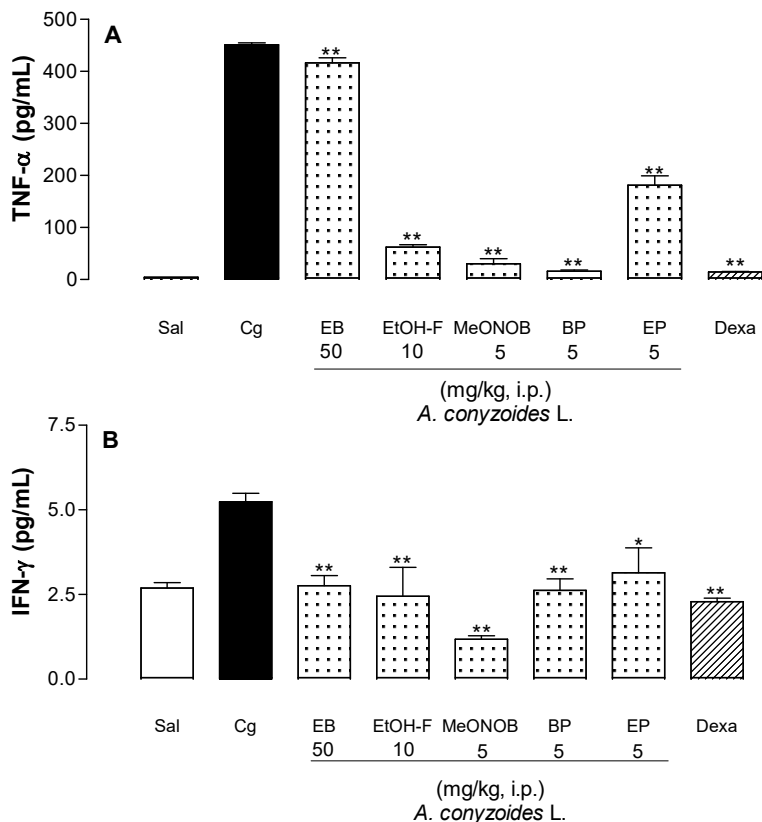 A
TNF-α (pg/mL)
500
400
300
200
100
0
**
**
**
**
**
**
Sal Cg EB EtOH-F MeONOB BP EP Dexa
50 10 5 5 5
(mg/kg, i.p.)
A. conyzoides L.
B
IFN-γ (pg/mL)
7.5
5.0
2.5
0.0
**
**
**
**
*
**
Sal Cg EB EtOH-F MeONOB BP EP Dexa
50 10 5 5 5
(mg/kg, i.p.)
A. conyzoides L.